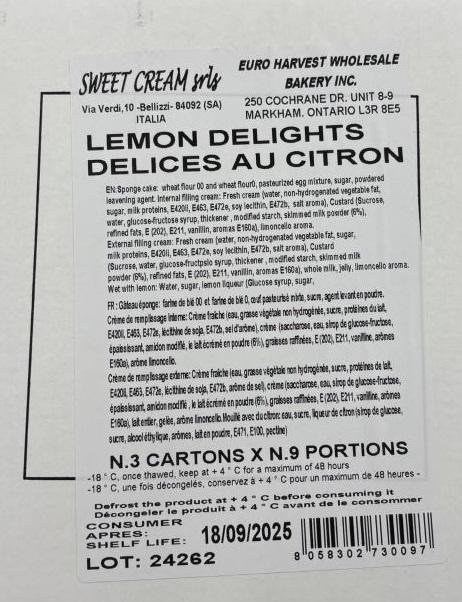 SWEET CREAM srls
Via Verdi,10 -Bellizzi- 84092 (SA)
ITALIA
EURO HARVEST WHOLESALE
BAKERY INC.
250 COCHRANE DR. UNIT 8-9
MARKHAM. ONTARIO L3R 8E5
LEMON DELIGHTS
DELICES AU CITRON
EN:Sponge cake: wheat flour 00 and wheat flour0, pasteurized egg mixture, sugar, powdered
leavening agent. Internal filling cream: Fresh cream (water, non-hydrogenated vegetable fat,
sugar, milk proteins, E420II, E463, E472e, soy lecithin, E472b, salt aroma), Custard (Sucrose,
water, glucose-fructose syrup, thickener , modified starch, skimmed milk powder (6%),
refined fats, E (202), E211, vanillin, aromas E160a), limoncello aroma.
External filling cream: Fresh cream (water, non-hydrogenated vegetable fat, sugar,
milk proteins, E420II, E463, E472e, soy lecithin, E472b, salt aroma), Custard
(Sucrose, water, glucose-fructpsio syrup, thickener , modified starch, skimmed milk
powder (6%), refined fats, E (202), E211, vanillin, aromas E160a), whole milk, jelly, limoncello aroma.
Wet with lemon: Water, sugar, lemon liqueur (Glucose syrup, sugar,
FR : Gâteau éponge: farine de blé 00 et farine de blé 0, œuf pasteurisé mixte, sucre, agent levant en poudre.
Crème de remplissage interne: Crème fraîche (eau, graisse végétale non hydrogénée, sucre, protéines du lait,
E420II, E463, E472e, lécithine de soja, E472b, sel d'arôme), crème (saccharose, eau, sirop de glucose-fructose,
épaississant, amidon modifié, le lait écrémé en poudre (6%), graisses raffinées, E (202), E211, vanilline, arômes
E160a), arôme limoncello.
Crème de remplissage externe: Crème fraîche (eau, graisse végétale non hydrogénée, sucre, protéines de lait,
E420II, E463, E472e, lécithine de soja, E472b, arôme de sel), crème (saccharose, eau, sirop de glucose-fructose,
épaississant, amidon modifié , le lait écrémé en poudre (6%), graisses raffinées, E (202), E211, vanilline, arômes
E160a), lait entier, gelée, arôme limoncello.Mouillé avec du citron: eau, sucre, liqueur de citron (sirop de glucose,
sucre, alcool éthylique, arômes, lait en poudre, E471, E100, pectine)
N.3 CARTONS X N.9 PORTIONS
-18 ° C, once thawed, keep at + 4 ° C for a maximum of 48 hours
-18 ° C, une fois décongelés, conservez à + 4 ° C pour un maximum de 48 heures -
Defrost the product at + 4 ° C before consuming it
Décongeler le produit à + 4 ° C avant de le consommer
CONSUMER
APRES:
SHELF LIFE: 18/09/2025
LOT: 24262
8 058302 730097